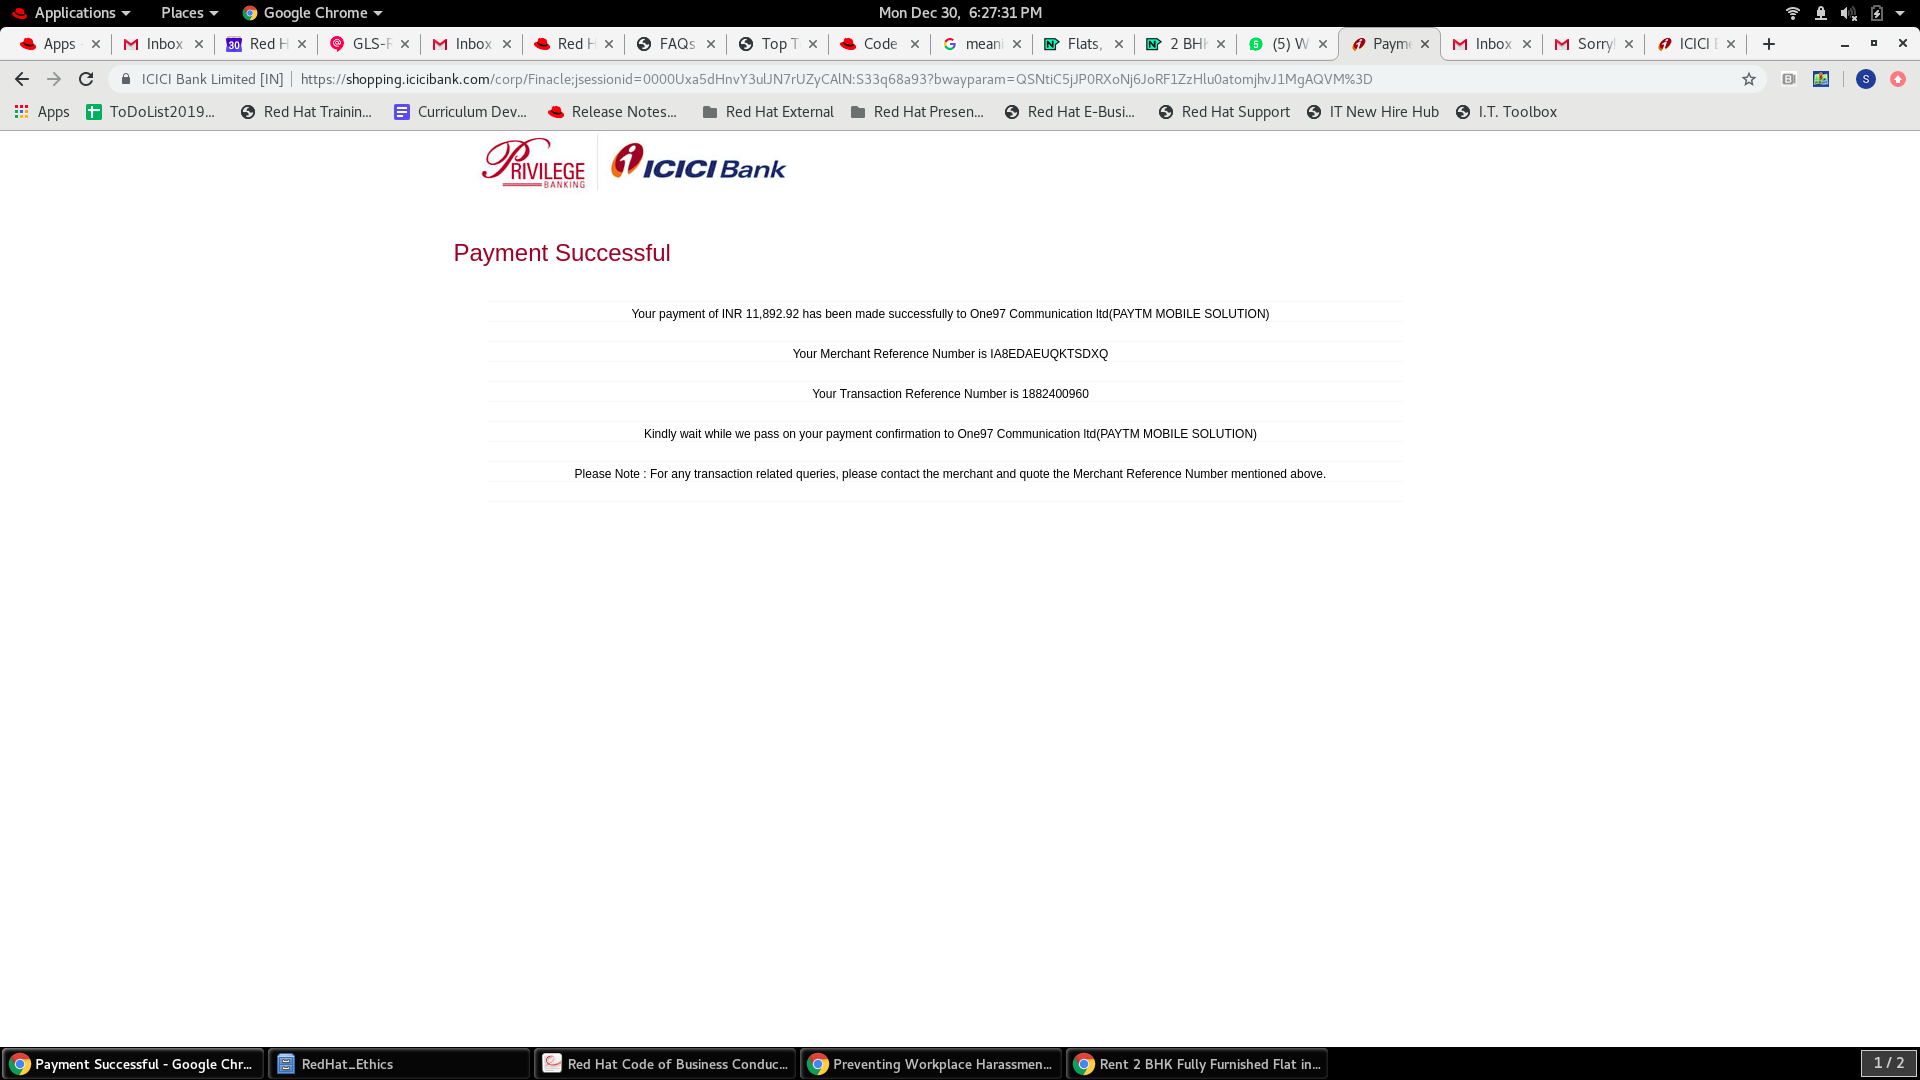 Applications Places Google Chrome Mon Dec 30, 6:27:31 PM
Apps Inbox Red H GLS-F Inbox Red H FAQs Top T Code meani Flats, 2 BHK (5) W Payme Inbox Sorry! ICICI B
ICICI Bank Limited [IN] https://shopping.icicibank.com/corp/Finacle;jsessionid=0000Uxa5dHnvY3ulJN7rUZyCAlN:S33q68a93?bwayparam=QSNtiC5jJP0RXoNj6JoRF1ZzHlu0atomjhvJ1MgAQVM%3D
Apps ToDoList2019... Red Hat Trainin... Curriculum Dev... Release Notes... Red Hat External Red Hat Presen... Red Hat E-Busi... Red Hat Support IT New Hire Hub I.T. Toolbox
PRIVILEGE BANKING ICICI Bank
Payment Successful
Your payment of INR 11,892.92 has been made successfully to One97 Communication ltd(PAYTM MOBILE SOLUTION)
Your Merchant Reference Number is IA8EDAEUQKTSDXQ
Your Transaction Reference Number is 1882400960
Kindly wait while we pass on your payment confirmation to One97 Communication ltd(PAYTM MOBILE SOLUTION)
Please Note : For any transaction related queries, please contact the merchant and quote the Merchant Reference Number mentioned above.
Payment Successful - Google Chr... RedHat_Ethics Red Hat Code of Business Conduc... Preventing Workplace Harassmen... Rent 2 BHK Fully Furnished Flat in... 1 / 2